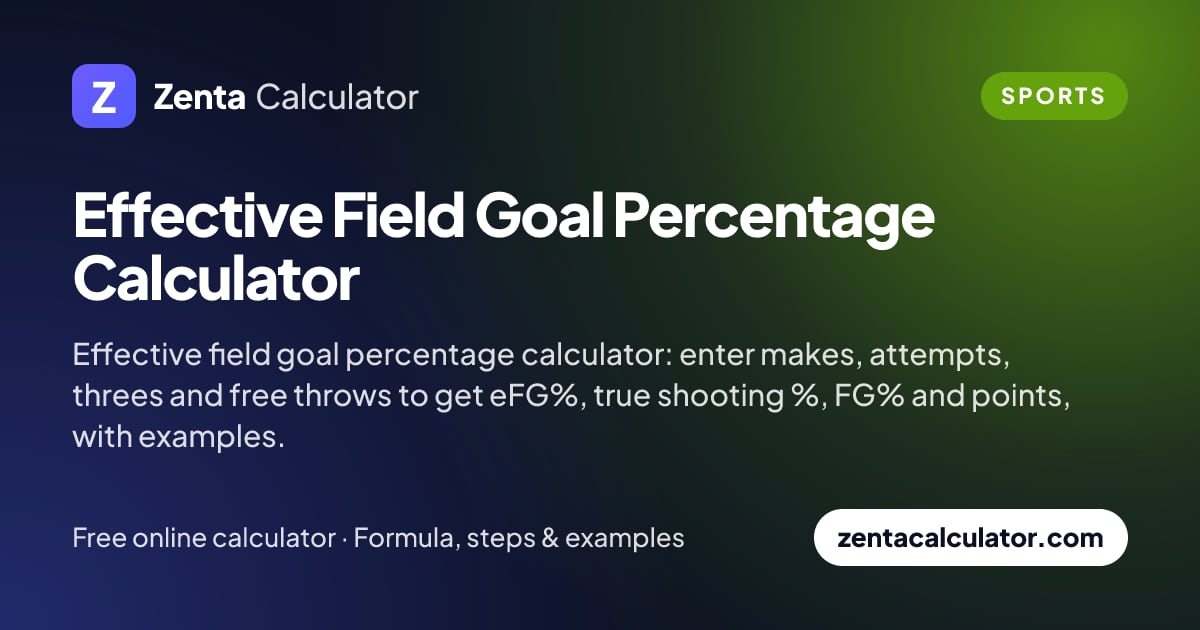 Z
Zenta Calculator
SPORTS
Effective Field Goal Percentage
Calculator
Effective field goal percentage calculator: enter makes, attempts,
threes and free throws to get eFG%, true shooting %, FG% and points,
with examples.
Free online calculator · Formula, steps & examples
zentacalculator.com